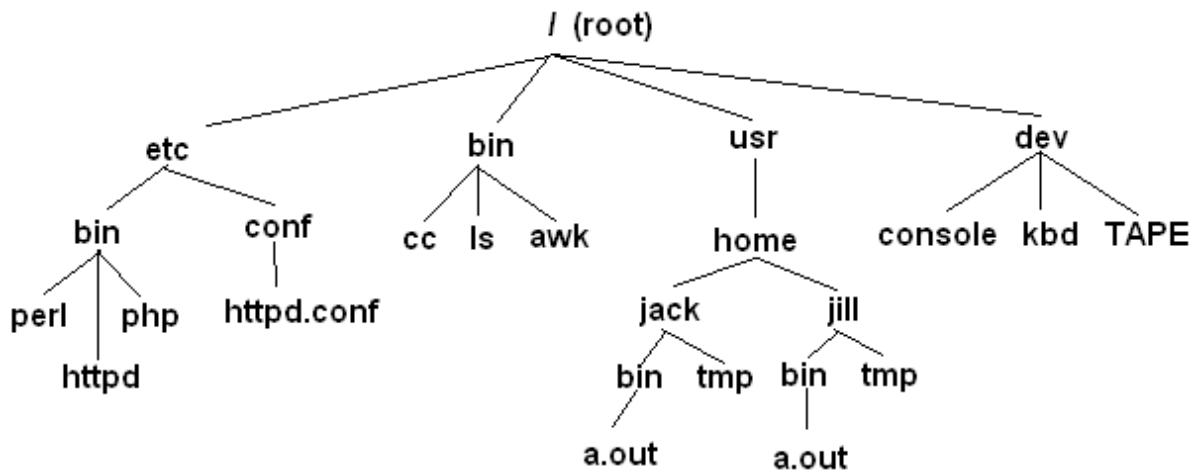 / (root)
etc bin usr dev
bin conf cc ls awk home console kbd TAPE
perl php httpd.conf jack jill
httpd bin tmp bin tmp
a.out a.out